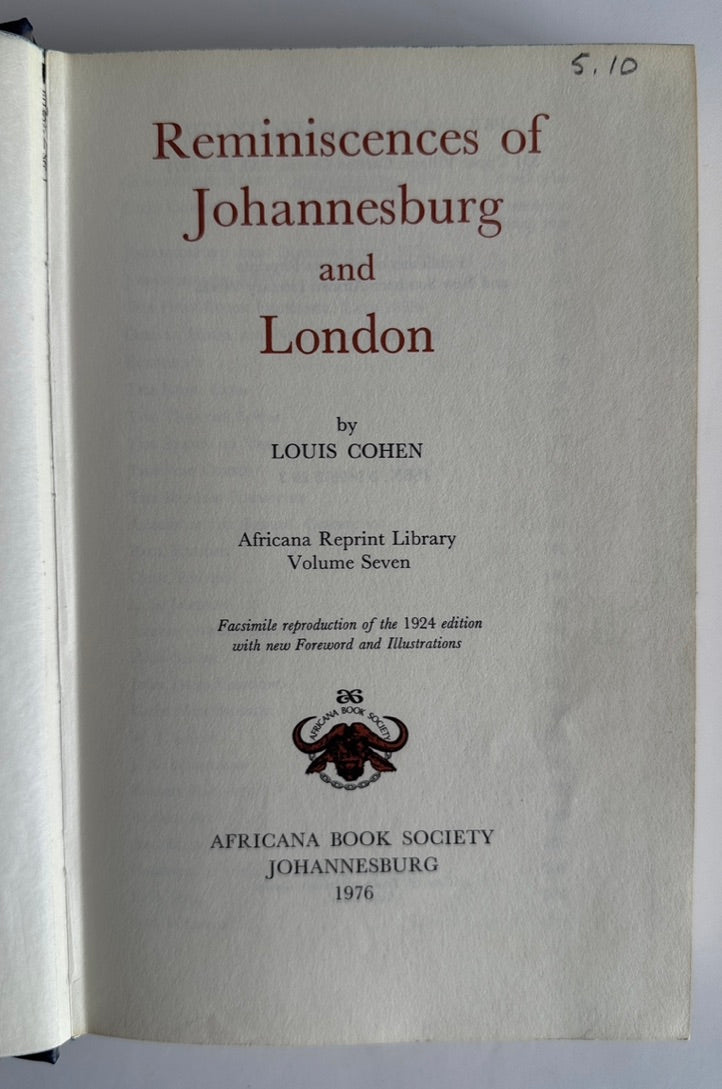 5.10
Reminiscences of
Johannesburg
and
London
by
LOUIS COHEN
Africana Reprint Library
Volume Seven
Facsimile reproduction of the 1924 edition
with new Foreword and Illustrations
AFRICANA BOOK SOCIETY
AFRICANA BOOK SOCIETY
JOHANNESBURG
1976